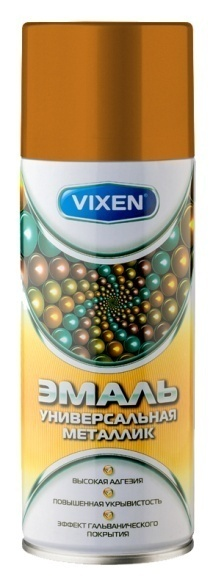 VIXEN
ЭМАЛЬ
УНИВЕРСАЛЬНАЯ
МЕТАЛЛИК
ВЫСОКАЯ АДГЕЗИЯ
ПОВЫШЕННАЯ УКРЫВИСТОСТЬ
ЭФФЕКТ ГАЛЬВАНИЧЕСКОГО
ПОКРЫТИЯ